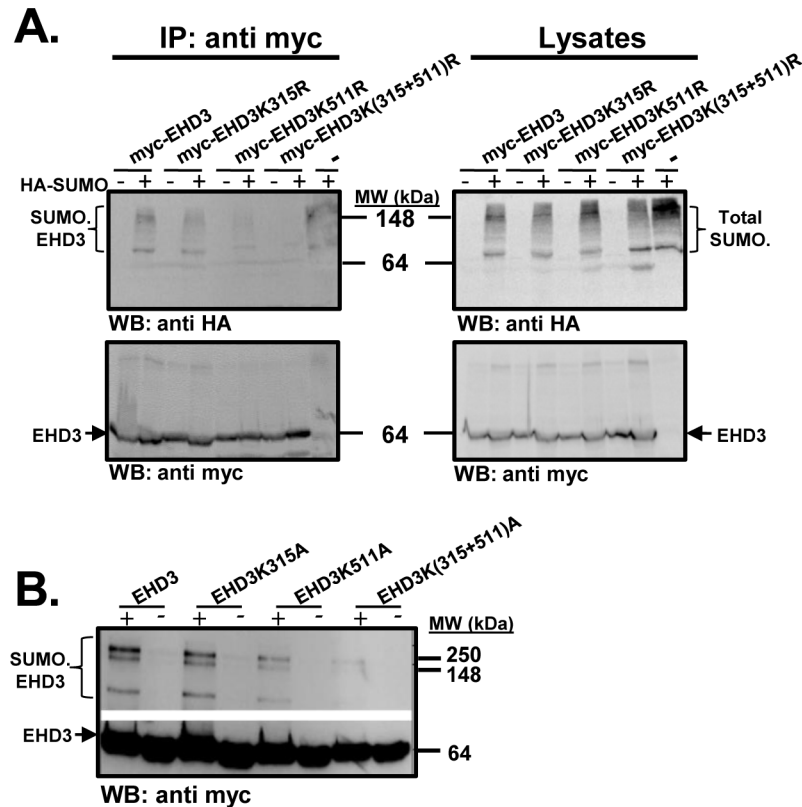 A.
IP: anti myc
Lysates
myc-EHD3
myc-EHD3K315R
myc-EHD3K511R
myc-EHD3K(315+511)R
-
myc-EHD3
myc-EHD3K315R
myc-EHD3K511R
myc-EHD3K(315+511)R
-
HA-SUMO - + - + - + - + +
MW (kDa)
- + - + - + - + +
SUMO.
EHD3
148
64
Total
SUMO.
WB: anti HA
WB: anti HA
EHD3
64
EHD3
WB: anti myc
WB: anti myc
B.
EHD3
EHD3K315A
EHD3K511A
EHD3K(315+511)A
+ - + - + - + -
MW (kDa)
SUMO.
EHD3
250
148
EHD3
64
WB: anti myc